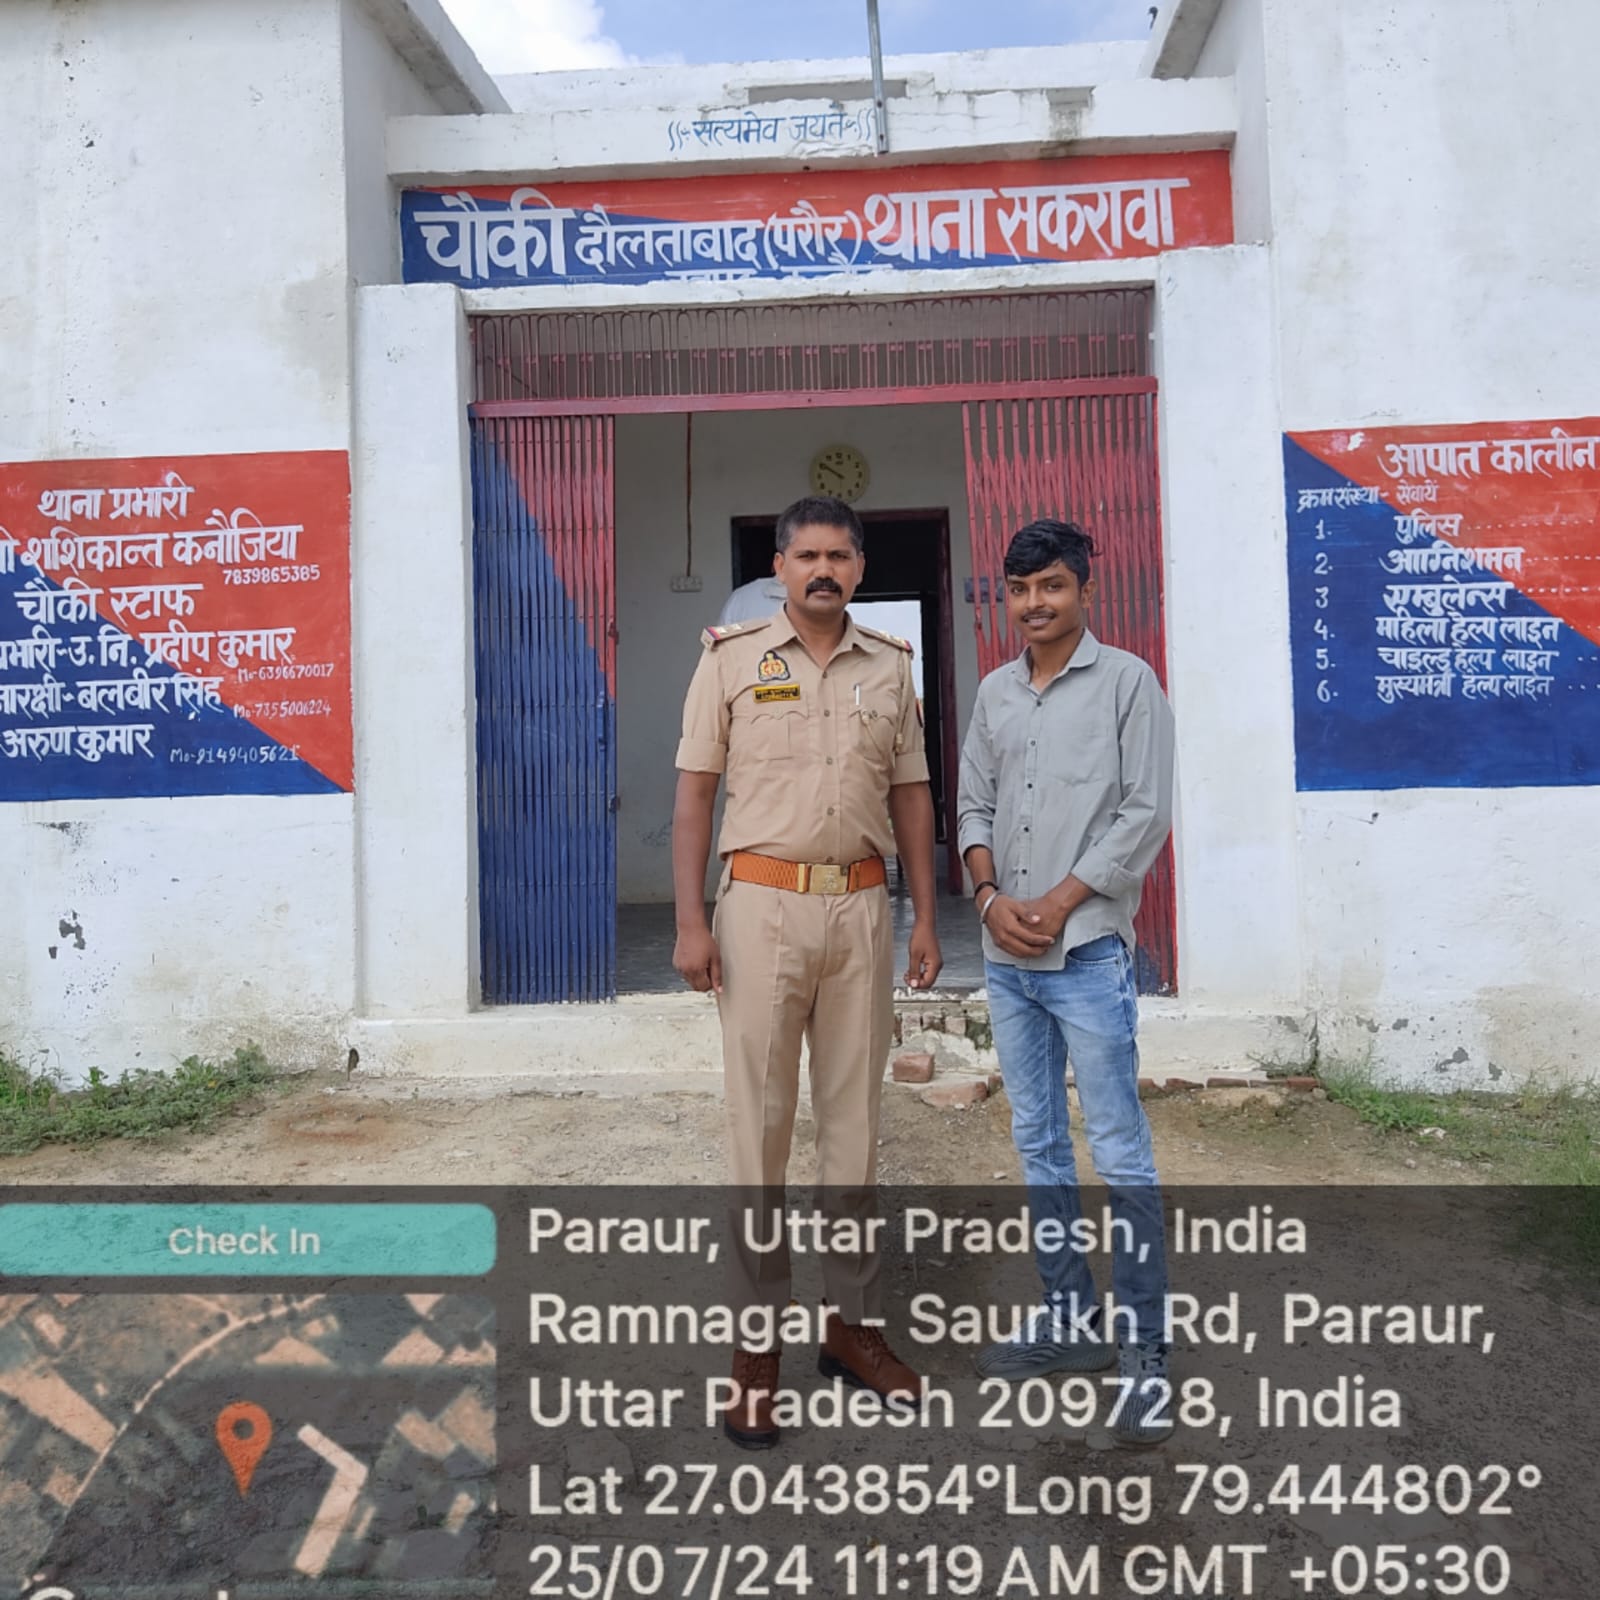 सत्यमेव जयते
चौकी दौलताबाद (परौर) थाना सकरावा
थाना प्रभारी
शशिकान्त कनौजिया
7839865385
चौकी स्टाफ
प्रभारी-उ. नि. प्रदीप कुमार
Mo-6396670017
आरक्षी-बलबीर सिंह
Mo-7355006224
अरुण कुमार Mo-9149405621
आपात कालीन
क्रम संख्या- सेवायें
1. पुलिस
2. अग्निशमन
3 एम्बुलेन्स
4. महिला हैल्प लाइन
5. चाइल्ड हैल्प लाइन
6. मुख्यमंत्री हैल्प लाइन
Check In
Paraur, Uttar Pradesh, India
Ramnagar - Saurikh Rd, Paraur,
Uttar Pradesh 209728, India
Lat 27.043854° Long 79.444802°
25/07/24 11:19 AM GMT +05:30